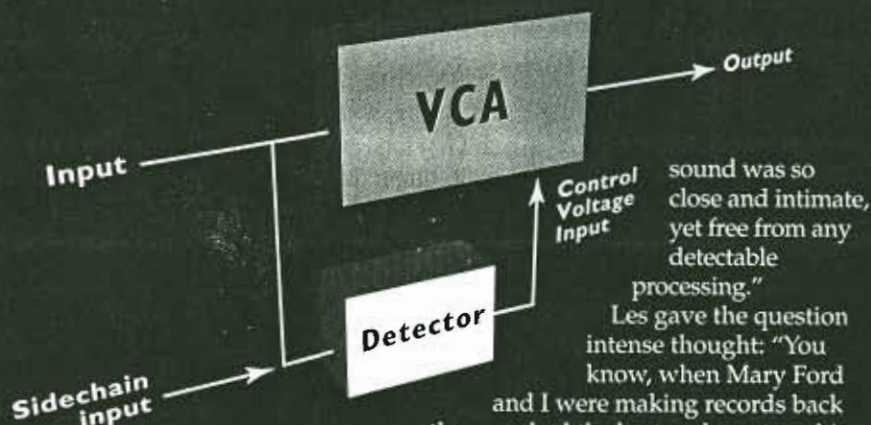 VCA
Output
Input
Control
Voltage
Input
Detector
Sidechain
input
sound was so
close and intimate,
yet free from any
detectable
processing."
Les gave the question
intense thought: "You
know, when Mary Ford
and I were making records back